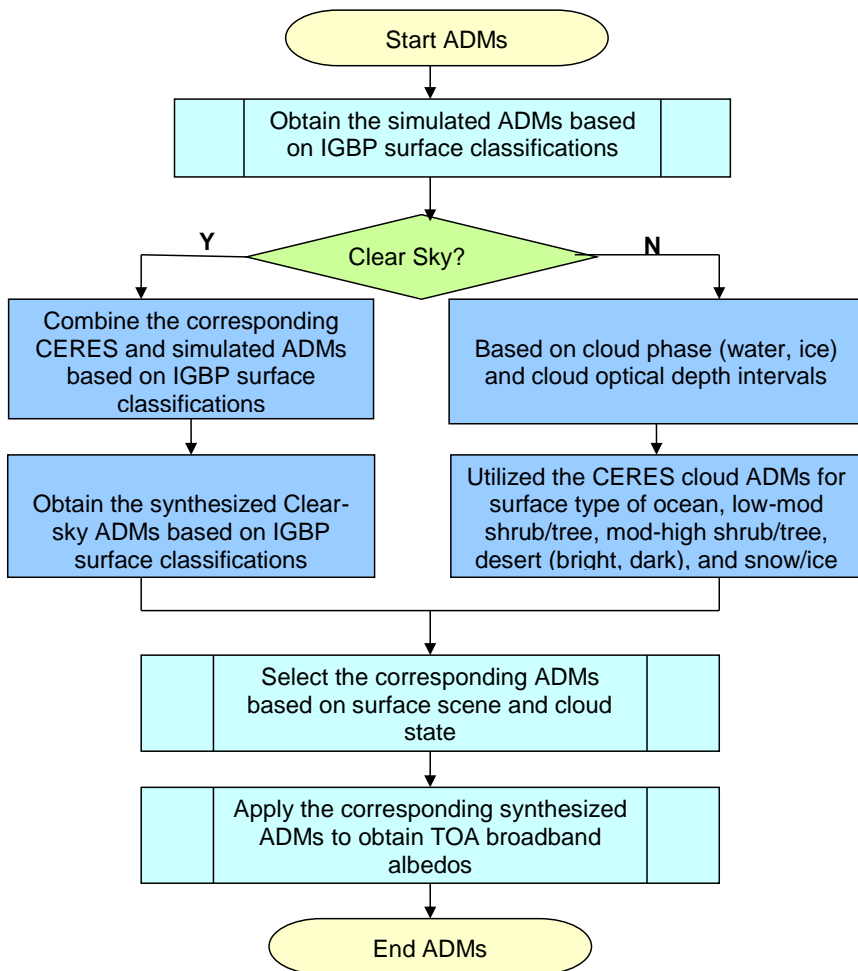 Start ADMs
Obtain the simulated ADMs based
on IGBP surface classifications
Clear Sky?
Y
N
Combine the corresponding
CERES and simulated ADMs
based on IGBP surface
classifications
Based on cloud phase (water, ice)
and cloud optical depth intervals
Obtain the synthesized Clear-
sky ADMs based on IGBP
surface classifications
Utilized the CERES cloud ADMs for
surface type of ocean, low-mod
shrub/tree, mod-high shrub/tree,
desert (bright, dark), and snow/ice
Select the corresponding ADMs
based on surface scene and cloud
state
Apply the corresponding synthesized
ADMs to obtain TOA broadband
albedos
End ADMs